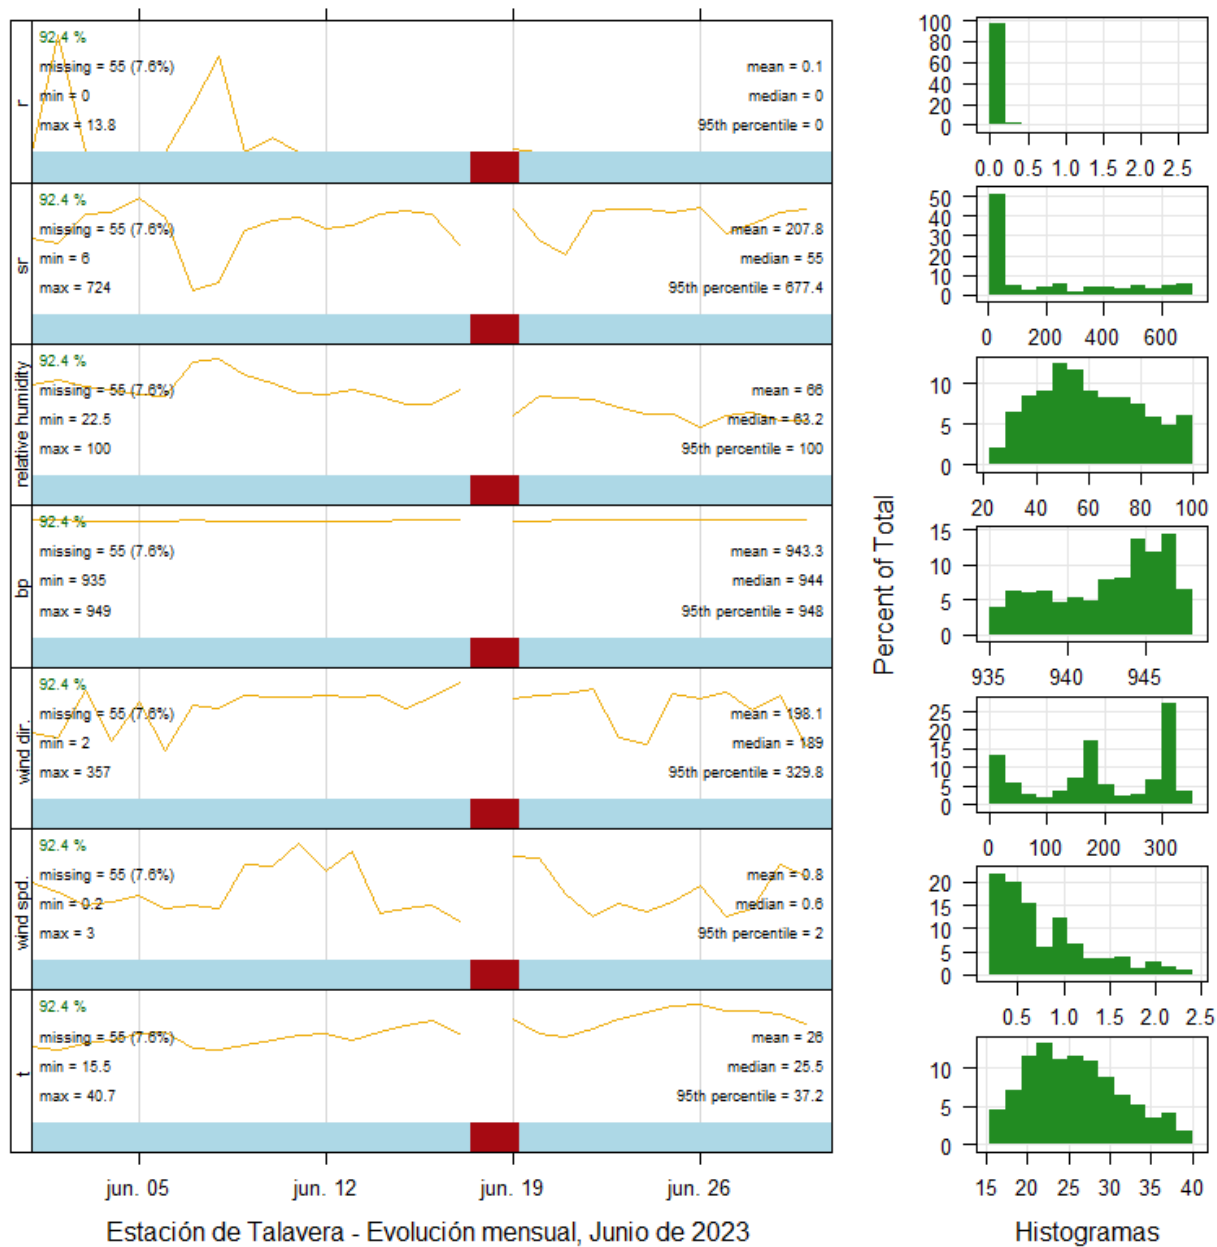 r
92.4 %
missing = 55 (7.6%)
min = 0
max = 13.8
mean = 0.1
median = 0
95th percentile = 0
sr
92.4 %
missing = 55 (7.6%)
min = 6
max = 724
mean = 207.8
median = 55
95th percentile = 677.4
relative humidity
92.4 %
missing = 55 (7.6%)
min = 22.5
max = 100
mean = 66
median = 63.2
95th percentile = 100
bp
92.4 %
missing = 55 (7.6%)
min = 935
max = 949
mean = 943.3
median = 944
95th percentile = 948
wind dir.
92.4 %
missing = 55 (7.6%)
min = 2
max = 357
mean = 198.1
median = 189
95th percentile = 329.8
wind spd.
92.4 %
missing = 55 (7.6%)
min = 0.2
max = 3
mean = 0.8
median = 0.6
95th percentile = 2
t
92.4 %
missing = 55 (7.6%)
min = 15.5
max = 40.7
mean = 26
median = 25.5
95th percentile = 37.2
jun. 05 jun. 12 jun. 19 jun. 26
Estación de Talavera - Evolución mensual, Junio de 2023
Percent of Total
100
80
60
40
20
0
0.0 0.5 1.0 1.5 2.0 2.5
50
40
30
20
10
0
0 200 400 600
10
5
0
20 40 60 80 100
15
10
5
0
935 940 945
25
20
15
10
5
0
0 100 200 300
20
15
10
5
0
0.5 1.0 1.5 2.0 2.5
10
5
0
15 20 25 30 35 40
Histogramas